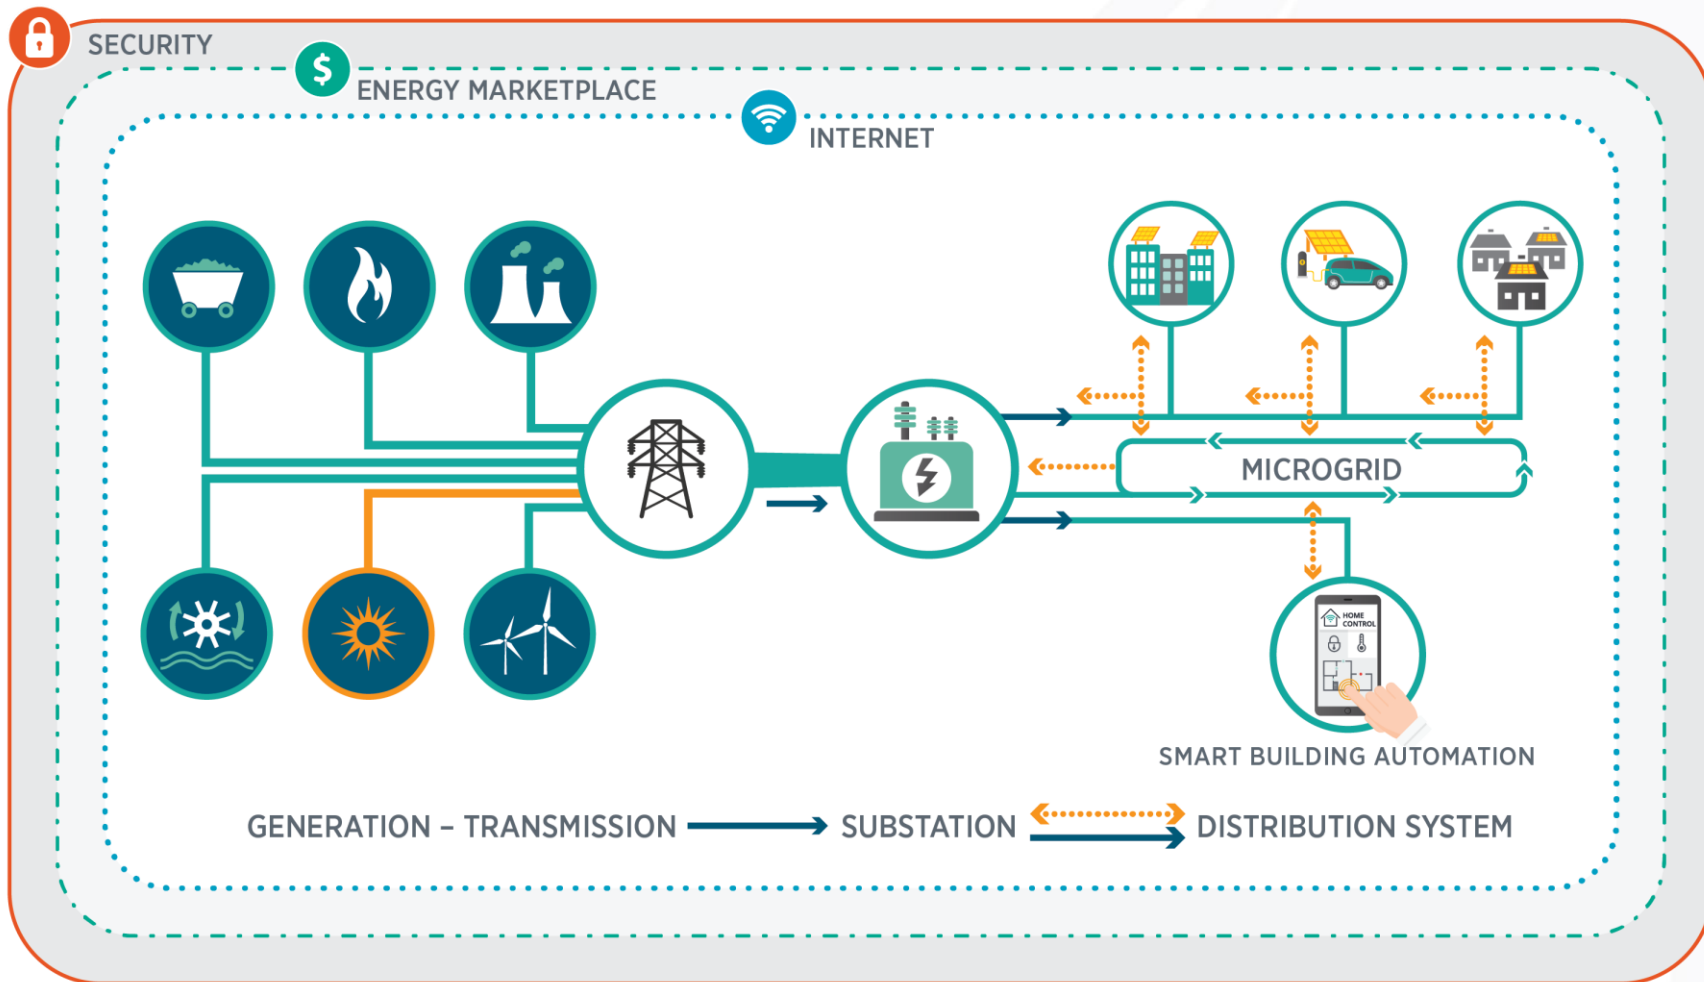 SECURITY
$
ENERGY MARKETPLACE
INTERNET
MICROGRID
HOME
CONTROL
SMART BUILDING AUTOMATION
GENERATION – TRANSMISSION SUBSTATION DISTRIBUTION SYSTEM